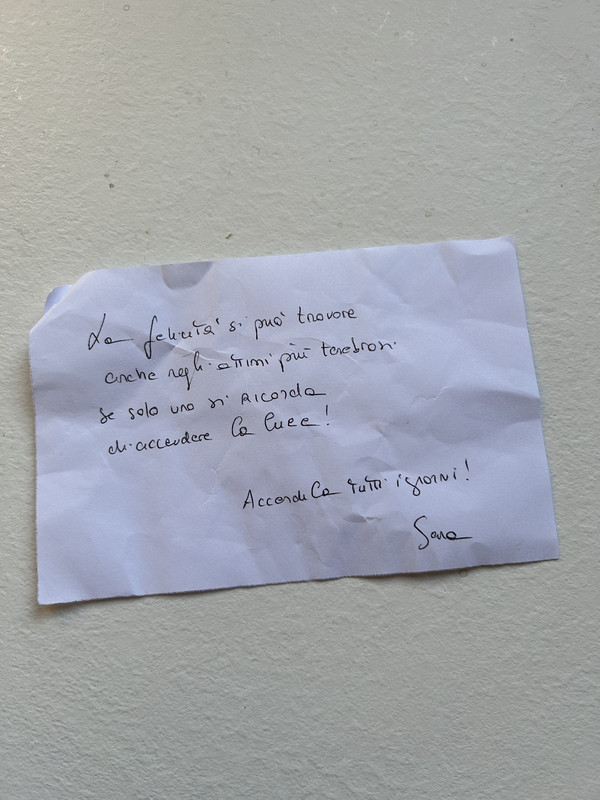 La felicità si può trovare
anche negli attimi più tenebrosi
se solo uno si RICORDA
di accendere la luce!
Accendila tutti i giorni!
Sara